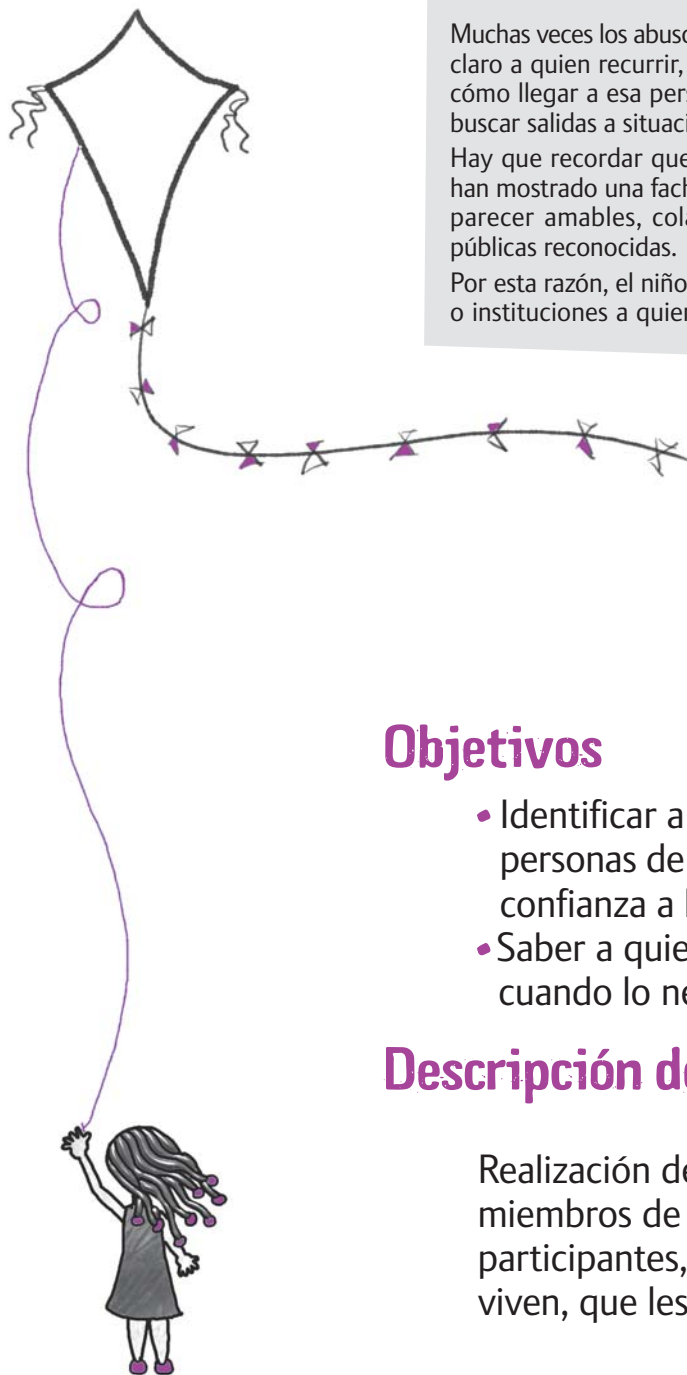 Muchas veces los abuso
claro a quien recurrir,
cómo llegar a esa pers
buscar salidas a situaci
Hay que recordar que
han mostrado una fach
parecer amables, cola
públicas reconocidas.
Por esta razón, el niño
o instituciones a quier
Objetivos
• Identificar a
personas de
confianza a l
• Saber a quie
cuando lo ne
Descripción de
Realización de
miembros de
participantes,
viven, que les